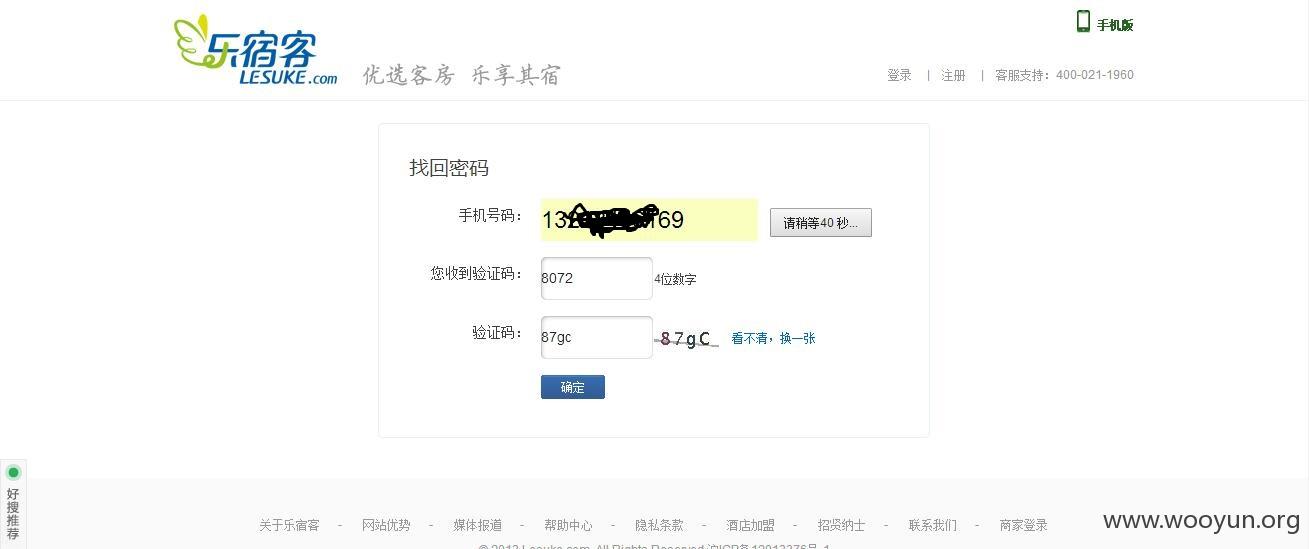 手机版
乐宿客
LESUKE.com
优选客房 乐享其宿
登录 | 注册 | 客服支持：400-021-1960
找回密码
手机号码：
13 169
请稍等40 秒...
您收到验证码：
8072
4位数字
验证码：
87gc
87gC
看不清，换一张
确定
好搜推荐
关于乐宿客 - 网站优势 - 媒体报道 - 帮助中心 - 隐私条款 - 酒店加盟 - 招贤纳士 - 联系我们 - 商家登录
www.wooyun.org